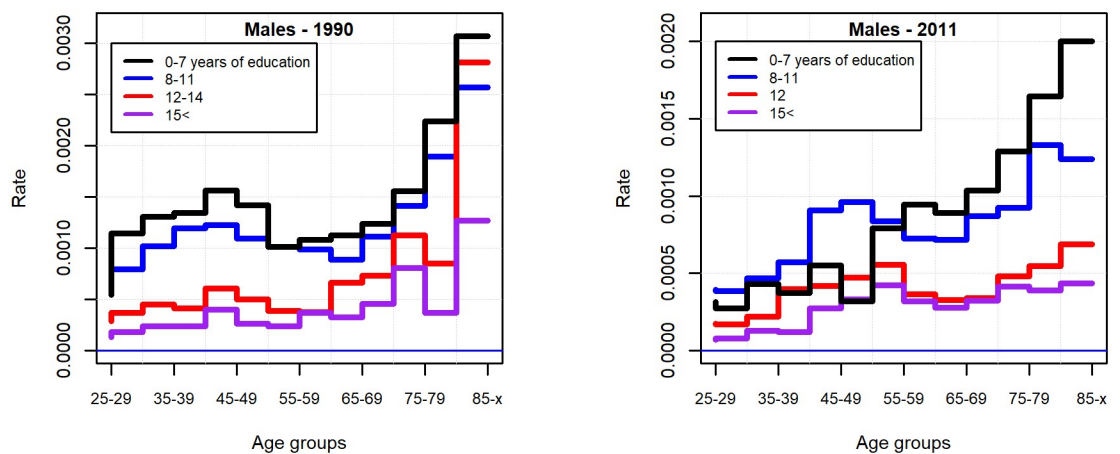 Males - 1990
0-7 years of education
8-11
12-14
15<
Rate
0.0000
0.0010
0.0020
0.0030
25-29
35-39
45-49
55-59
65-69
75-79
85-x
Age groups
Males - 2011
0-7 years of education
8-11
12
15<
Rate
0.0000
0.0005
0.0010
0.0015
0.0020
25-29
35-39
45-49
55-59
65-69
75-79
85-x
Age groups